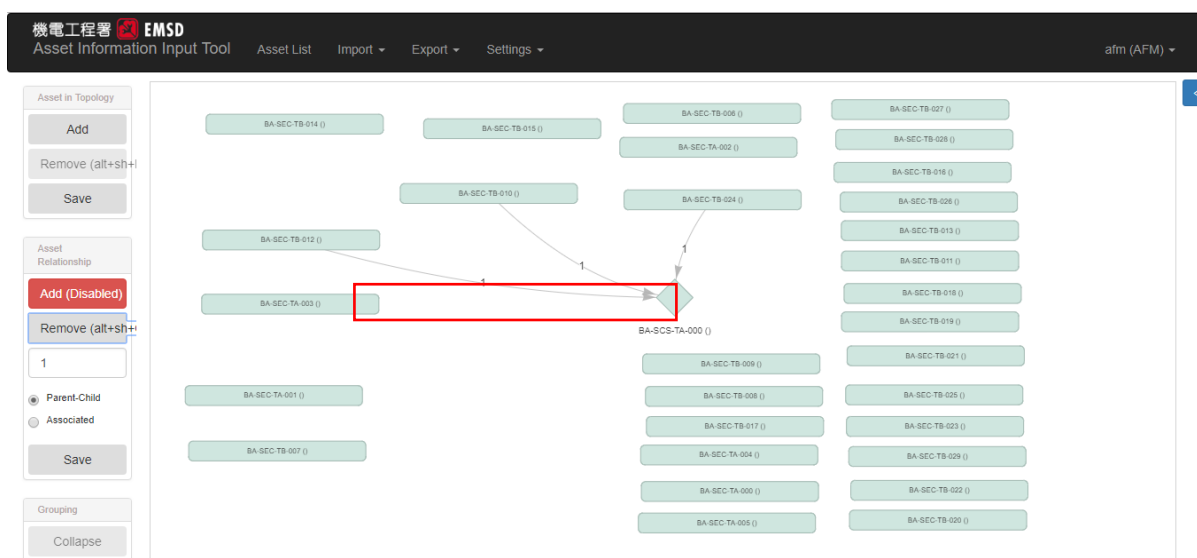 機電工程署 EMSD
Asset Information Input Tool Asset List Import Export Settings afm (AFM)
Asset in Topology
Add
Remove (alt+sh+
Save
Asset
Relationship
Add (Disabled)
Remove (alt+sh+
1
Parent-Child
Associated
Save
Grouping
Collapse
BA-SEC-TB-014 ()
BA-SEC-TB-015 ()
BA-SEC-TB-006 ()
BA-SEC-TA-002 ()
BA-SEC-TB-010 ()
BA-SEC-TB-024 ()
BA-SEC-TB-012 ()
1
1
1
BA-SEC-TA-003 ()
BA-SCS-TA-000 ()
BA-SEC-TA-001 ()
BA-SEC-TB-007 ()
BA-SEC-TB-009 ()
BA-SEC-TB-008 ()
BA-SEC-TB-017 ()
BA-SEC-TA-004 ()
BA-SEC-TA-000 ()
BA-SEC-TA-005 ()
BA-SEC-TB-027 ()
BA-SEC-TB-028 ()
BA-SEC-TB-016 ()
BA-SEC-TB-026 ()
BA-SEC-TB-013 ()
BA-SEC-TB-011 ()
BA-SEC-TB-018 ()
BA-SEC-TB-019 ()
BA-SEC-TB-021 ()
BA-SEC-TB-025 ()
BA-SEC-TB-023 ()
BA-SEC-TB-029 ()
BA-SEC-TB-022 ()
BA-SEC-TB-020 ()